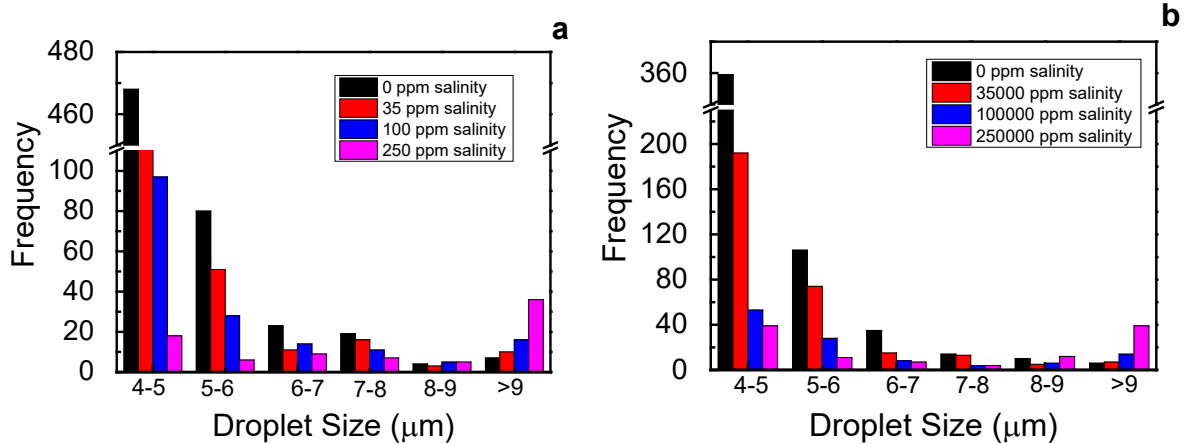 a
480
460
100
80
60
40
20
0
Frequency
0 ppm salinity
35 ppm salinity
100 ppm salinity
250 ppm salinity
4-5 5-6 6-7 7-8 8-9 >9
Droplet Size (μm)
b
360
200
160
120
80
40
0
Frequency
0 ppm salinity
35000 ppm salinity
100000 ppm salinity
250000 ppm salinity
4-5 5-6 6-7 7-8 8-9 >9
Droplet Size (μm)